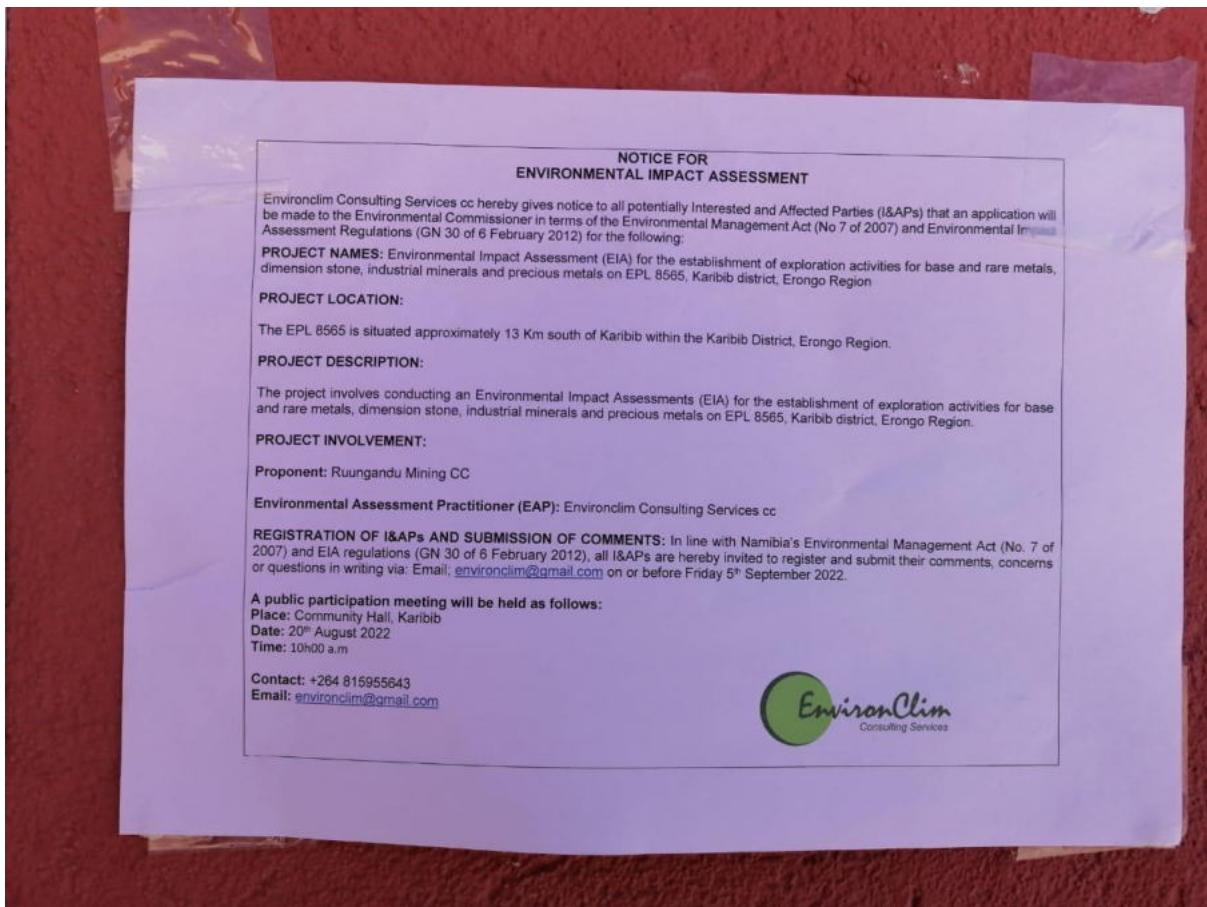 NOTICE FOR
ENVIRONMENTAL IMPACT ASSESSMENT
Environclim Consulting Services cc hereby gives notice to all potentially Interested and Affected Parties (I&APs) that an application will
be made to the Environmental Commissioner in terms of the Environmental Management Act (No 7 of 2007) and Environmental Impact
Assessment Regulations (GN 30 of 6 February 2012) for the following:
PROJECT NAMES: Environmental Impact Assessment (EIA) for the establishment of exploration activities for base and rare metals,
dimension stone, industrial minerals and precious metals on EPL 8565, Karibib district, Erongo Region
PROJECT LOCATION:
The EPL 8565 is situated approximately 13 Km south of Karibib within the Karibib District, Erongo Region.
PROJECT DESCRIPTION:
The project involves conducting an Environmental Impact Assessments (EIA) for the establishment of exploration activities for base
and rare metals, dimension stone, industrial minerals and precious metals on EPL 8565, Karibib district, Erongo Region.
PROJECT INVOLVEMENT:
Proponent: Ruungandu Mining CC
Environmental Assessment Practitioner (EAP): Environclim Consulting Services cc
REGISTRATION OF I&APs AND SUBMISSION OF COMMENTS: In line with Namibia's Environmental Management Act (No. 7 of
2007) and EIA regulations (GN 30 of 6 February 2012), all I&APs are hereby invited to register and submit their comments, concerns
or questions in writing via: Email; environclim@gmail.com on or before Friday 5th September 2022.
A public participation meeting will be held as follows:
Place: Community Hall, Karibib
Date: 20th August 2022
Time: 10h00 a.m
Contact: +264 815955643
Email: environclim@gmail.com
EnvironClim
Consulting Services